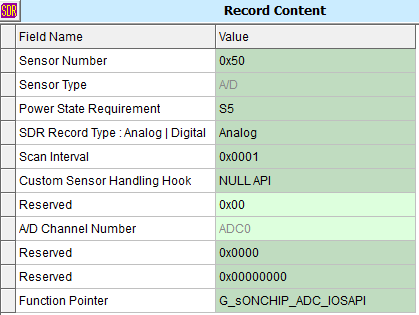 SDR Record Content
Field Name Value
Sensor Number 0x50
Sensor Type A/D
Power State Requirement S5
SDR Record Type : Analog | Digital Analog
Scan Interval 0x0001
Custom Sensor Handling Hook NULL API
Reserved 0x00
A/D Channel Number ADC0
Reserved 0x0000
Reserved 0x00000000
Function Pointer G_sONCHIP_ADC_IOSAPI